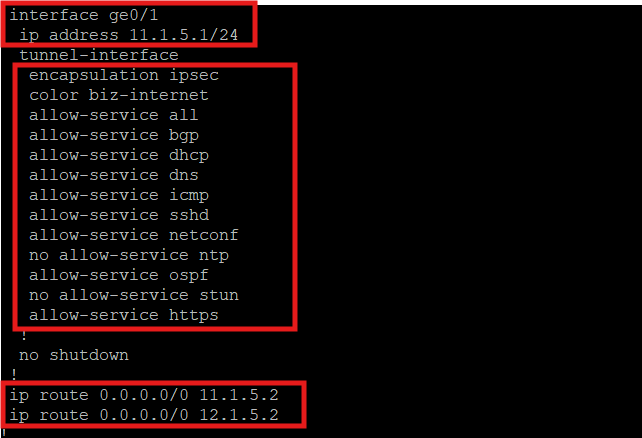 interface ge0/1
ip address 11.1.5.1/24
tunnel-interface
encapsulation ipsec
color biz-internet
allow-service all
allow-service bgp
allow-service dhcp
allow-service dns
allow-service icmp
allow-service sshd
allow-service netconf
no allow-service ntp
allow-service ospf
no allow-service stun
allow-service https
!
no shutdown
!
ip route 0.0.0.0/0 11.1.5.2
ip route 0.0.0.0/0 12.1.5.2